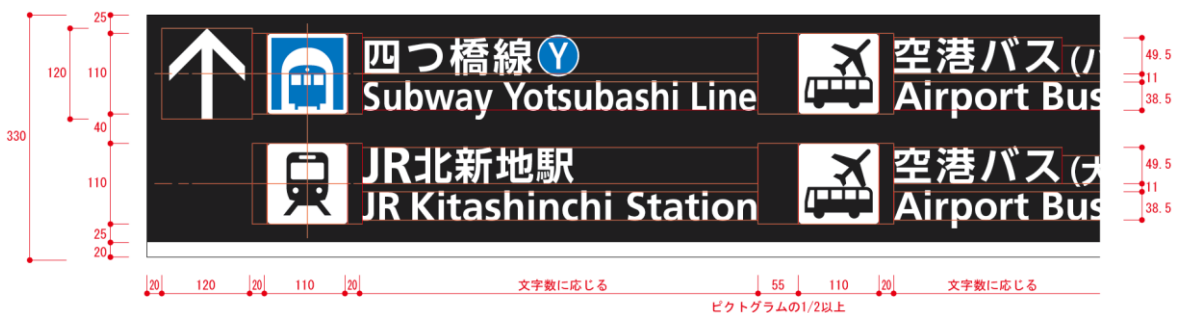 25
四つ橋線 Y 空港バス(バ
49.5
120
110
11
Subway Yotsubashi Line Airport Bus
38.5
40
330
JR北新地駅 空港バス(大
49.5
110
11
JR Kitashinchi Station Airport Bus
38.5
25
20
20 120 20 110 20 文字数に応じる 55 110 20 文字数に応じる
ピクトグラムの1/2以上